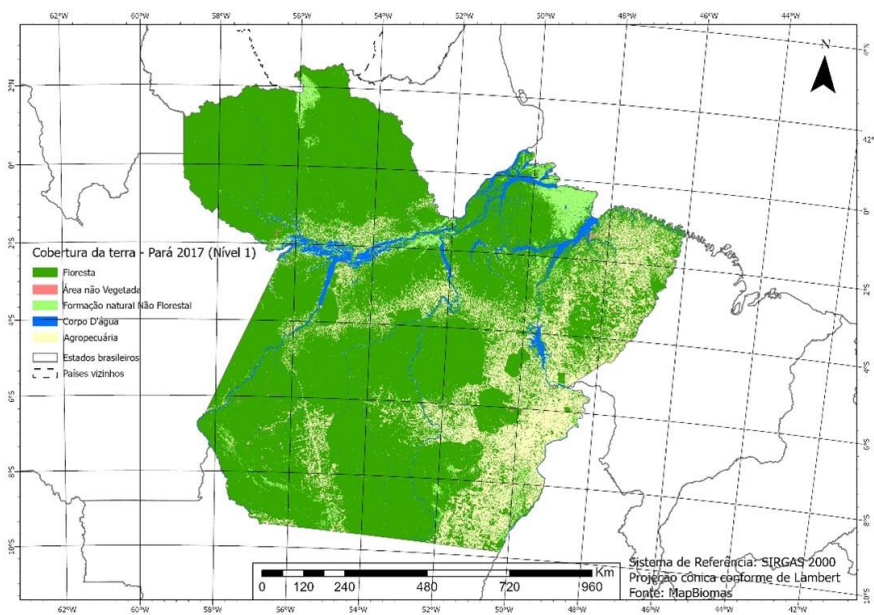 62°W 60°W 58°W 56°W 54°W 52°W 50°W 48°W 46°W 44°W
N
2°N
0°
2°S
4°S
6°S
8°S
10°S
0°
2°S
4°S
6°S
8°S
10°S
Cobertura da terra - Pará 2017 (Nível 1)
Floresta
Área não Vegetada
Formação natural Não Florestal
Corpo D'água
Agropecuária
Estados brasileiros
Países vizinhos
Km
0 120 240 480 720 960
Sistema de Referência: SIRGAS 2000
Projeção cônica conforme de Lambert
Fonte: MapBiomas
62°W 60°W 58°W 56°W 54°W 52°W 50°W 48°W 46°W